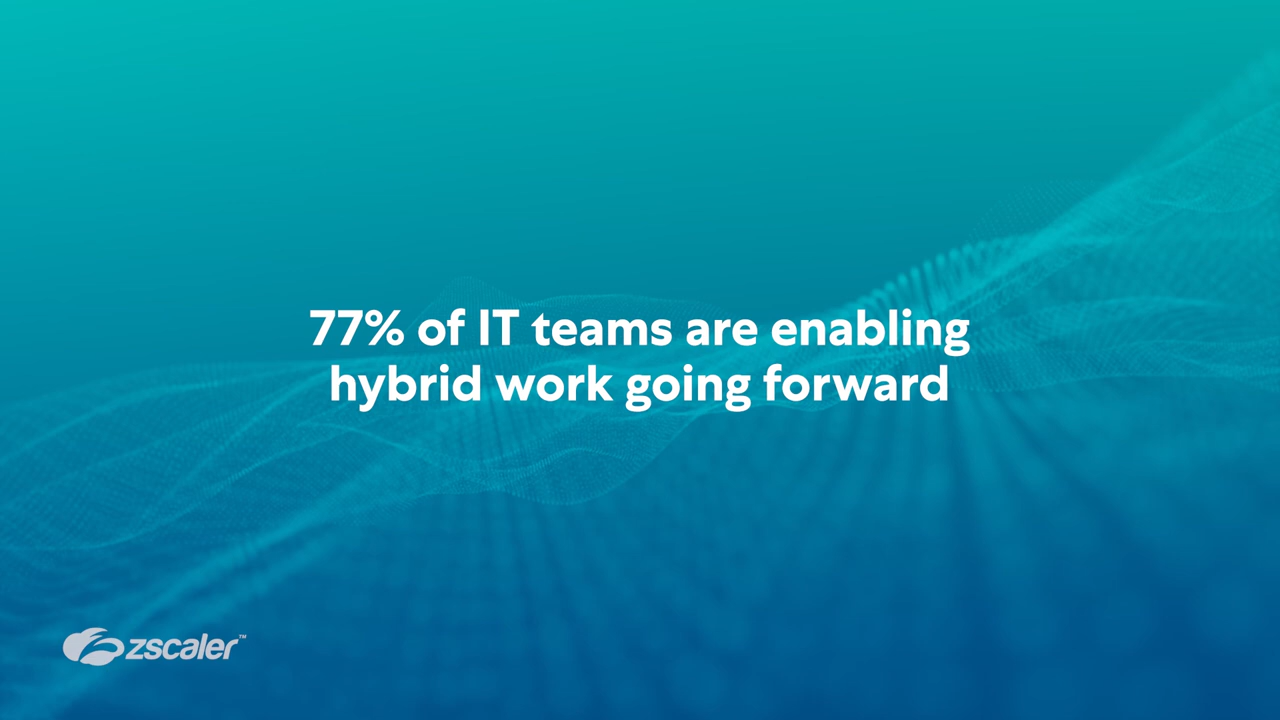 77% of IT teams are enabling
hybrid work going forward
zscaler™